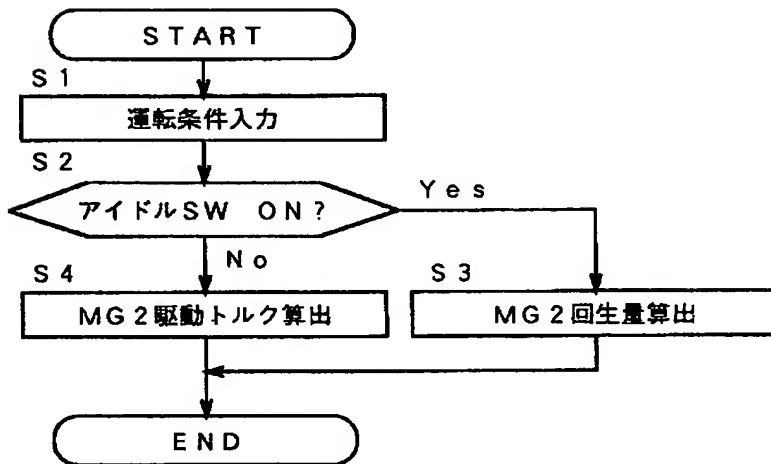 START
S1
運転条件入力
S2
アイドルSW ON?
Yes
No
S4
MG2駆動トルク算出
S3
MG2回生量算出
END